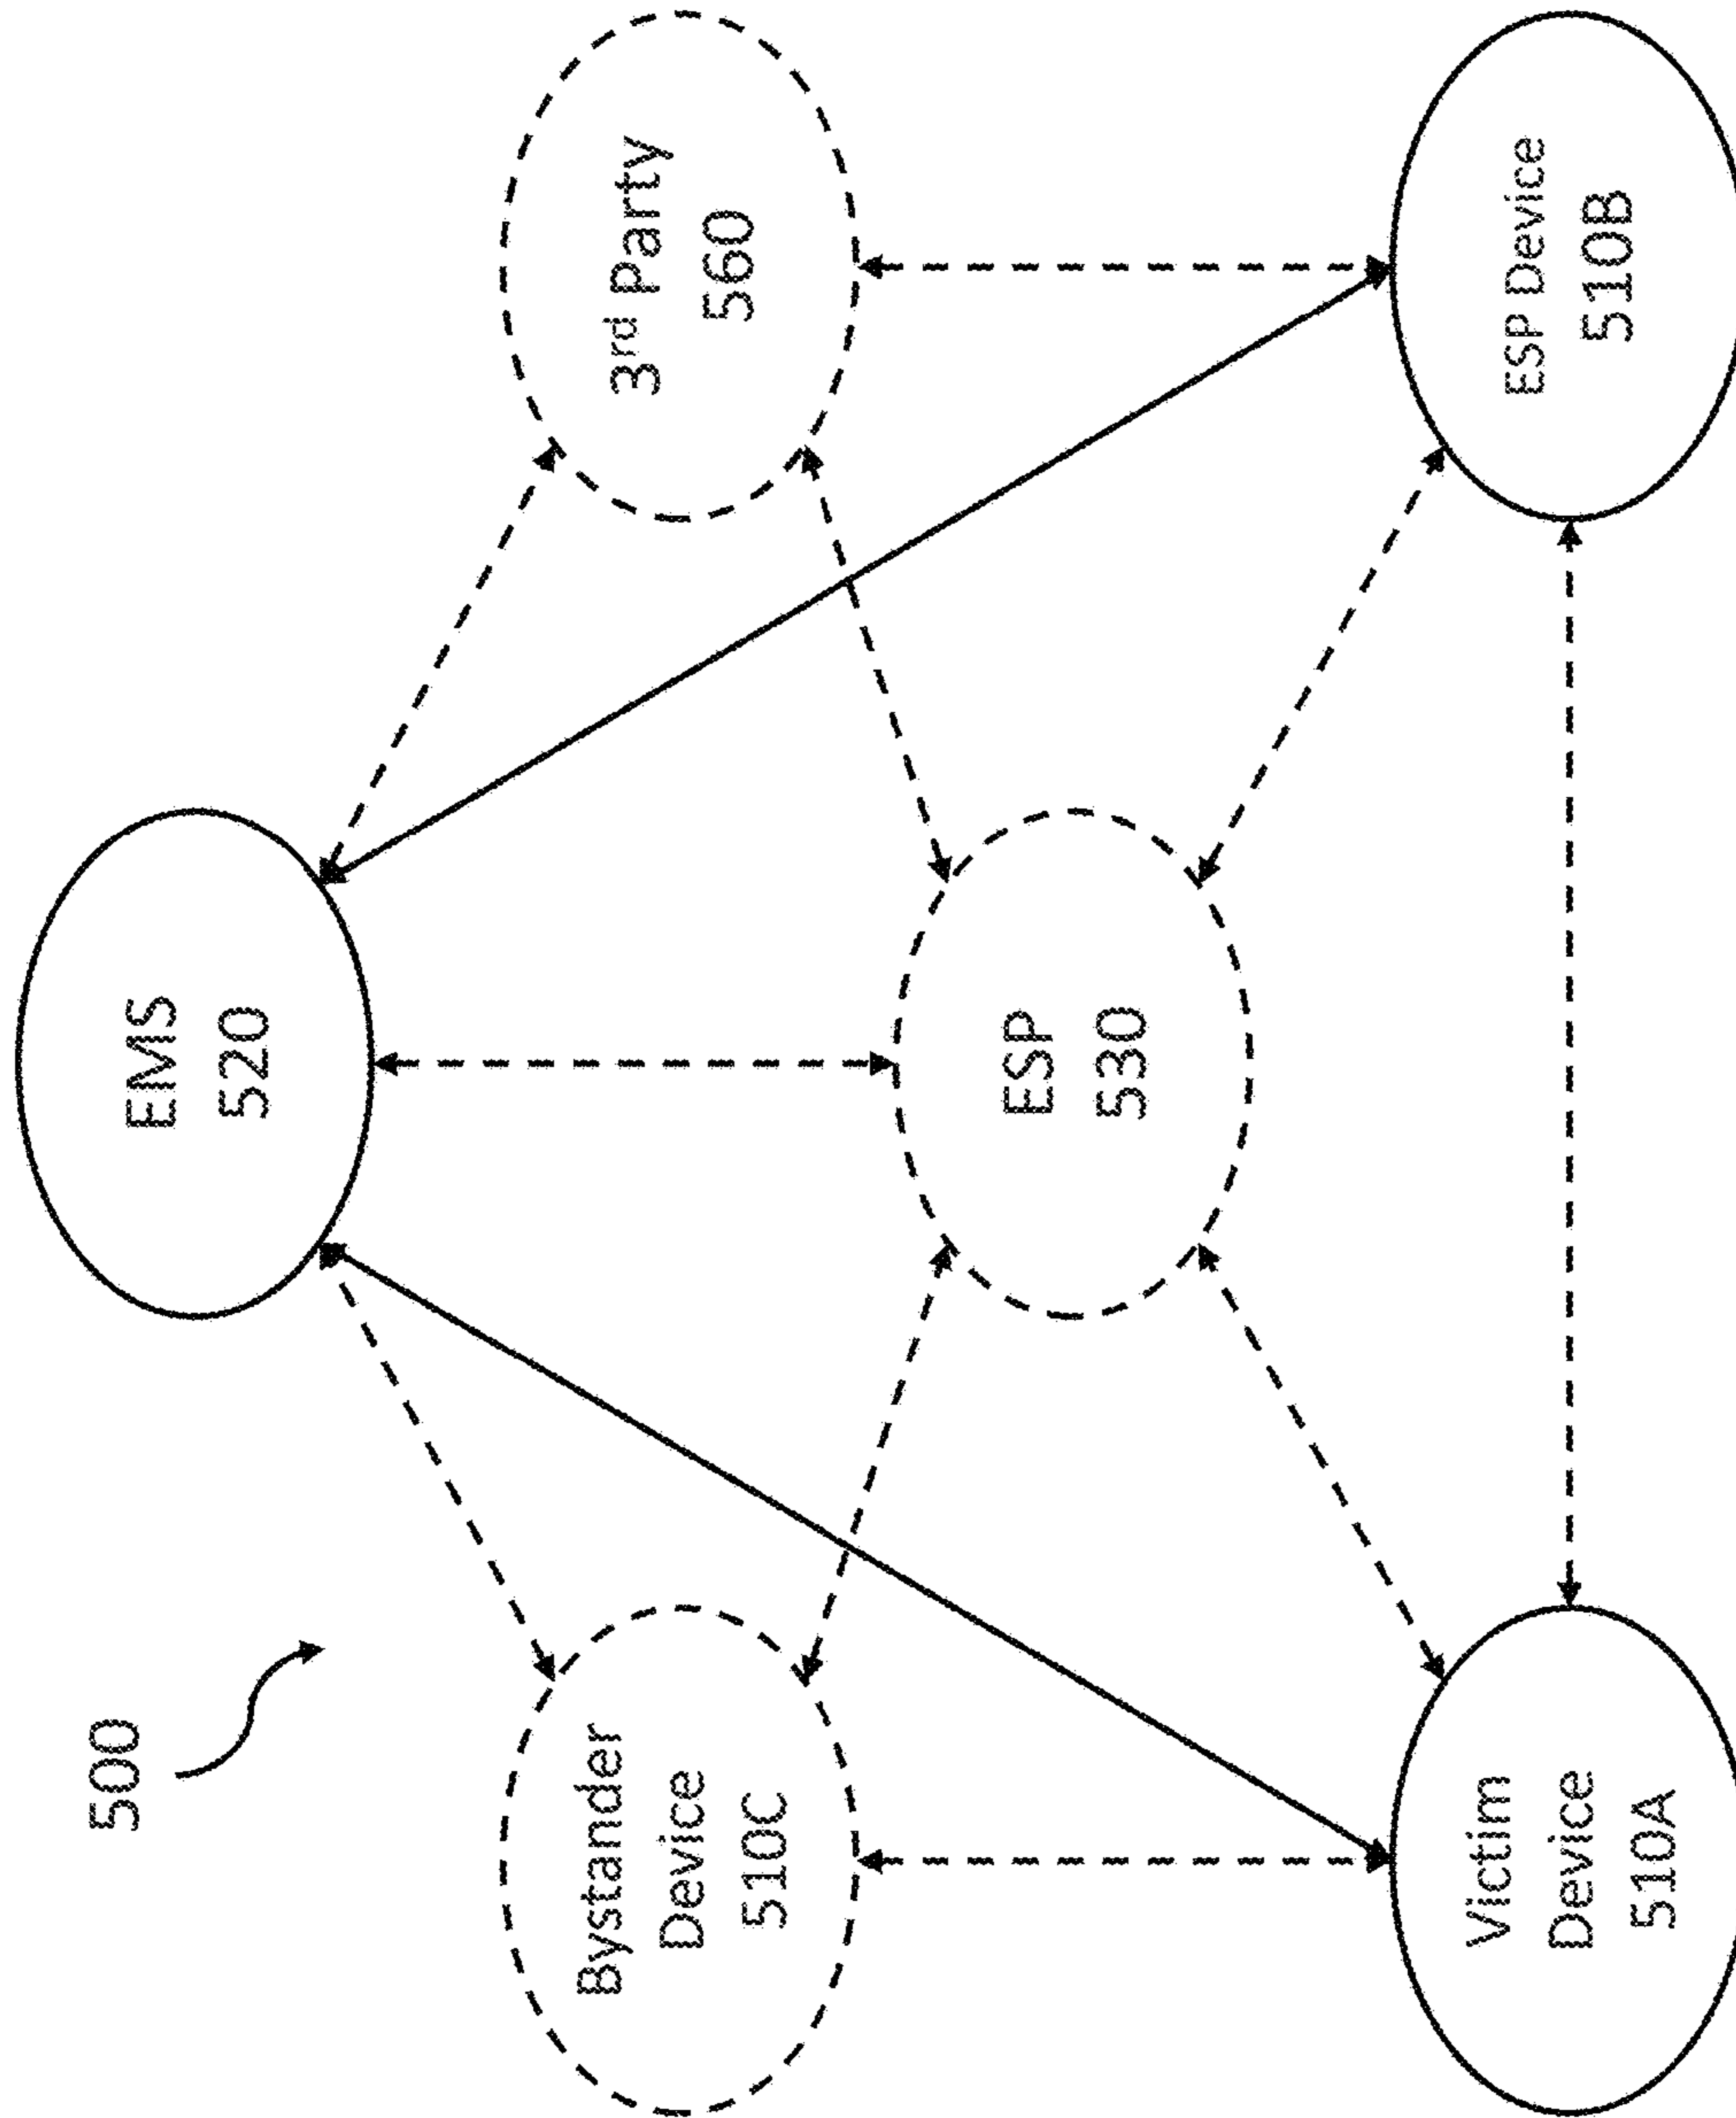 500
EMS
520
Bystander
Device
510C
3rd Party
560
ESP
530
Victim
Device
510A
ESP Device
510B